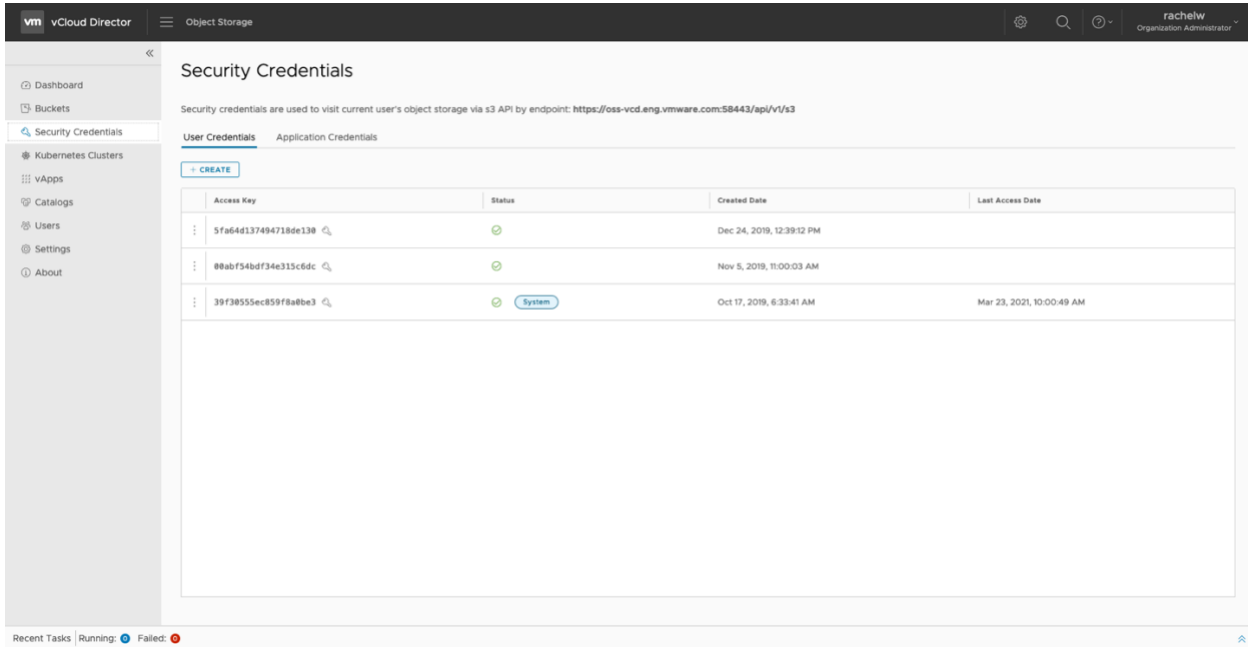 vm vCloud Director Object Storage rachelw
Organization Administrator
Dashboard
Buckets
Security Credentials
Kubernetes Clusters
vApps
Catalogs
Users
Settings
About
Security Credentials
Security credentials are used to visit current user's object storage via s3 API by endpoint: https://oss-vcd.eng.vmware.com:58443/api/v1/s3
User Credentials Application Credentials
+ CREATE
Access Key Status Created Date Last Access Date
5fa64d137494718de130 Dec 24, 2019, 12:39:12 PM
00abf54bdf34e315c6dc Nov 5, 2019, 11:00:03 AM
39f30555ec859f8a0be3 System Oct 17, 2019, 6:33:41 AM Mar 23, 2021, 10:00:49 AM
Recent Tasks Running: 0 Failed: 0